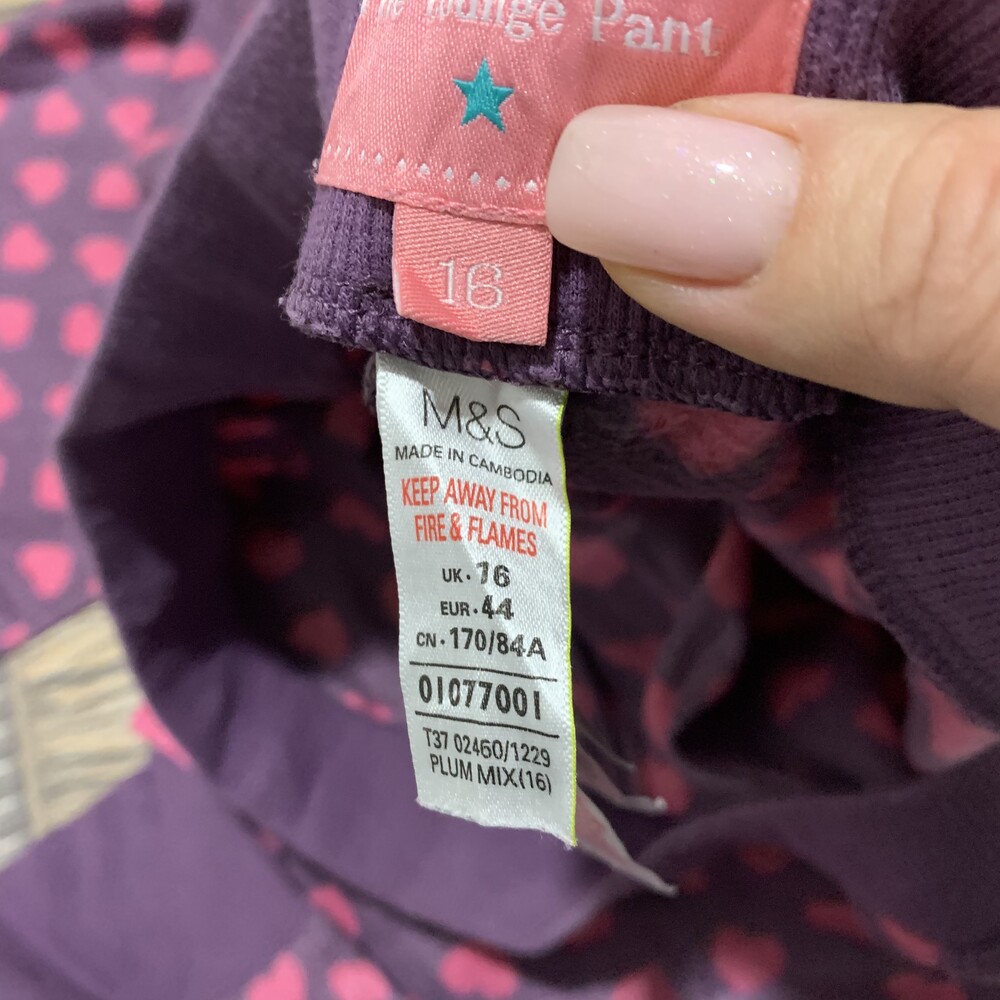 The Lounge Pant
16
M&S
MADE IN CAMBODIA
KEEP AWAY FROM
FIRE & FLAMES
UK · 16
EUR · 44
CN · 170/84A
01077001
T37 02460/1229
PLUM MIX(16)